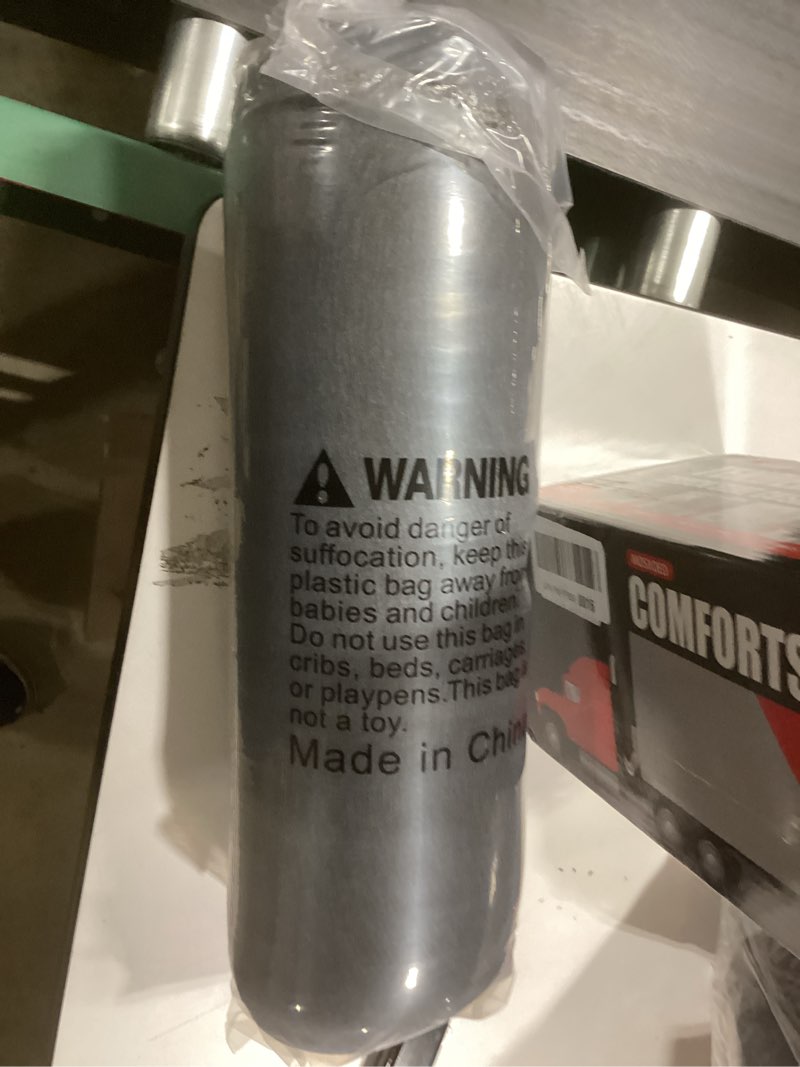 WARNING
To avoid danger of
suffocation, keep this
plastic bag away from
babies and children.
Do not use this bag in
cribs, beds, carriages
or playpens.This bag is
not a toy.
Made in China
COMFORTS